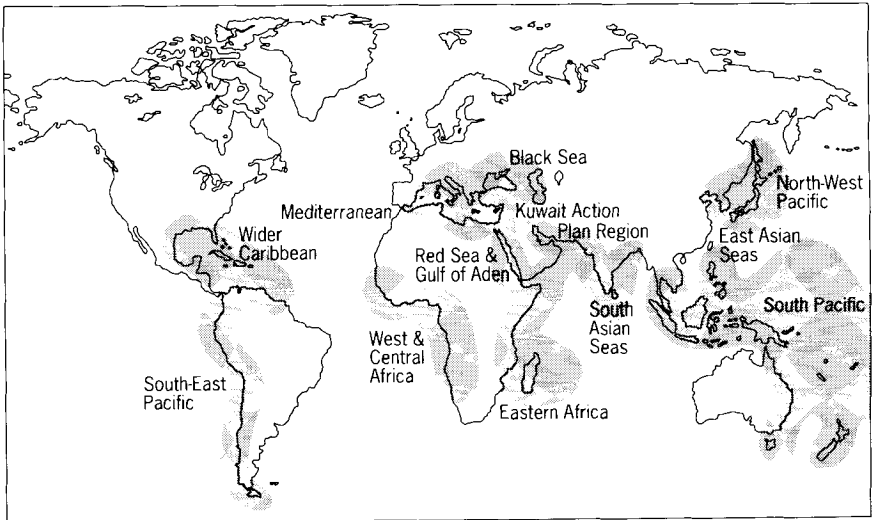 Black Sea
North-West
Pacific
Mediterranean
Kuwait Action
Plan Region
Wider
Caribbean
East Asian
Seas
Red Sea &
Gulf of Aden
South
Asian
Seas
South Pacific
West &
Central
Africa
South-East
Pacific
Eastern Africa